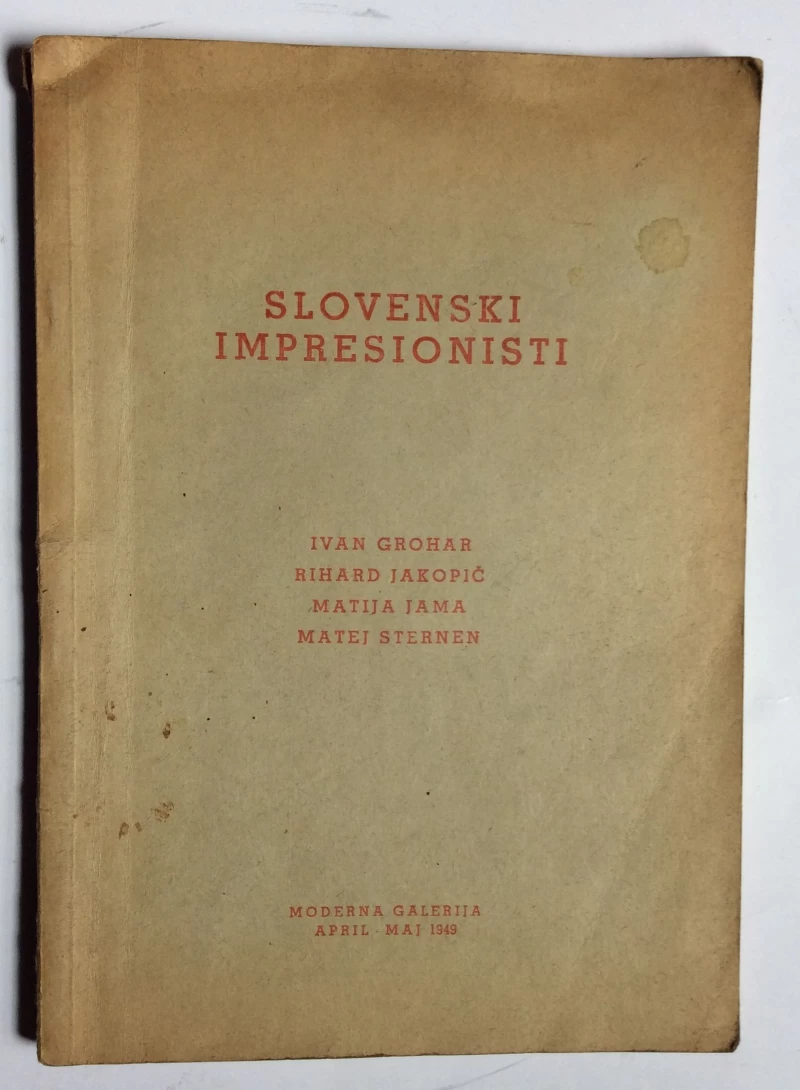 SLOVENSKI
IMPRESIONISTI
IVAN GROHAR
RIHARD JAKOPIČ
MATIJA JAMA
MATEJ STERNEN
MODERNA GALERIJA
APRIL - MAJ 1949